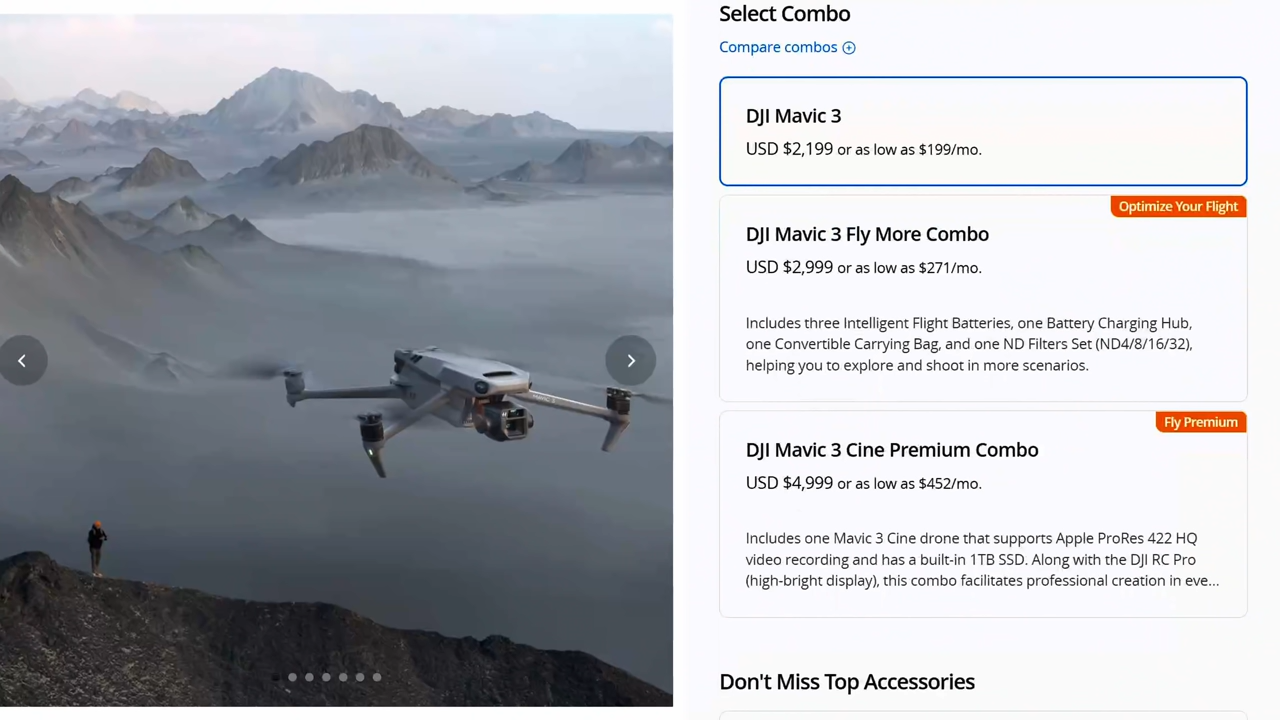 Select Combo
Compare combos
DJI Mavic 3
USD $2,199 or as low as $199/mo.
Optimize Your Flight
DJI Mavic 3 Fly More Combo
USD $2,999 or as low as $271/mo.
Includes three Intelligent Flight Batteries, one Battery Charging Hub,
one Convertible Carrying Bag, and one ND Filters Set (ND4/8/16/32),
helping you to explore and shoot in more scenarios.
Fly Premium
DJI Mavic 3 Cine Premium Combo
USD $4,999 or as low as $452/mo.
Includes one Mavic 3 Cine drone that supports Apple ProRes 422 HQ
video recording and has a built-in 1TB SSD. Along with the DJI RC Pro
(high-bright display), this combo facilitates professional creation in eve...
Don't Miss Top Accessories